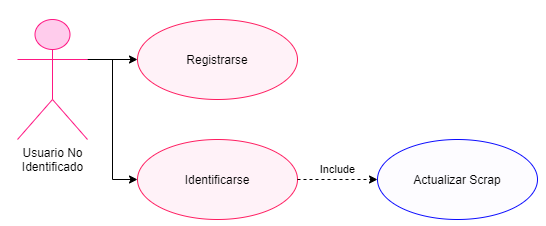 Registrarse
Usuario No
Identificado
Identificarse
Include
Actualizar Scrap